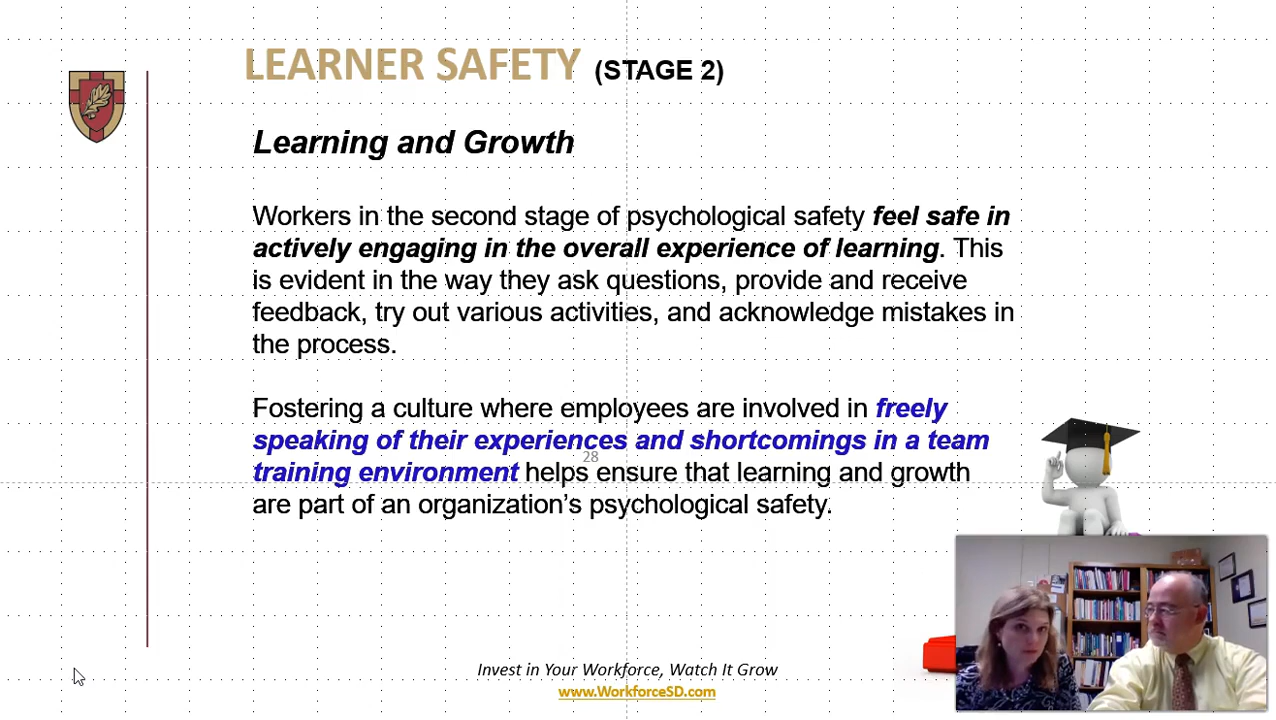 LEARNER SAFETY (STAGE 2)
Learning and Growth
Workers in the second stage of psychological safety feel safe in
actively engaging in the overall experience of learning. This
is evident in the way they ask questions, provide and receive
feedback, try out various activities, and acknowledge mistakes in
the process.
Fostering a culture where employees are involved in freely
speaking of their experiences and shortcomings in a team
training environment helps ensure that learning and growth
are part of an organization’s psychological safety.
28
Invest in Your Workforce, Watch It Grow
www.WorkforceSD.com